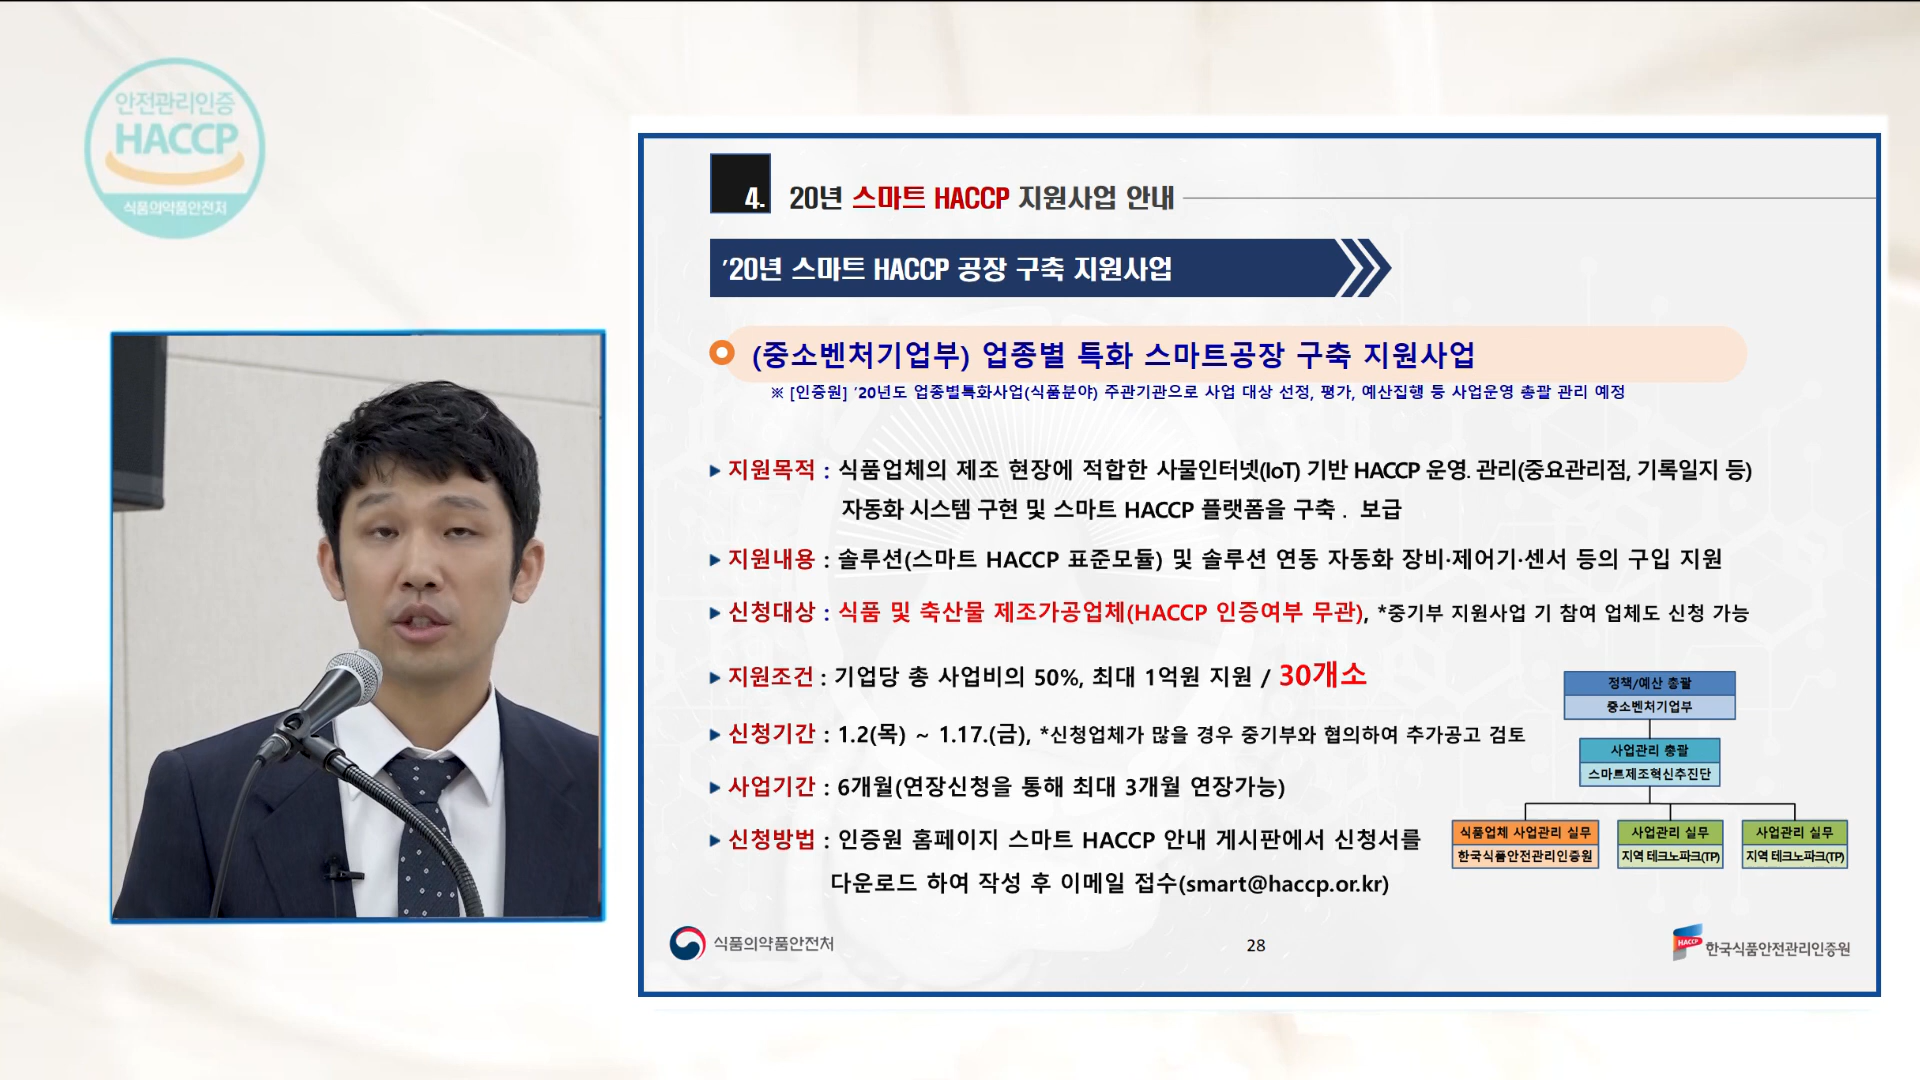 안전관리인증
HACCP
식품의약품안전처
4. 20년 스마트 HACCP 지원사업 안내
’20년 스마트 HACCP 공장 구축 지원사업
(중소벤처기업부) 업종별 특화 스마트공장 구축 지원사업
※ [인증원] ’20년도 업종별특화사업(식품분야) 주관기관으로 사업 대상 선정, 평가, 예산집행 등 사업운영 총괄 관리 예정
▶ 지원목적 : 식품업체의 제조 현장에 적합한 사물인터넷(IoT) 기반 HACCP 운영. 관리(중요관리점, 기록일지 등)
자동화 시스템 구현 및 스마트 HACCP 플랫폼을 구축 . 보급
▶ 지원내용 : 솔루션(스마트 HACCP 표준모듈) 및 솔루션 연동 자동화 장비·제어기·센서 등의 구입 지원
▶ 신청대상 : 식품 및 축산물 제조가공업체(HACCP 인증여부 무관), *중기부 지원사업 기 참여 업체도 신청 가능
▶ 지원조건 : 기업당 총 사업비의 50%, 최대 1억원 지원 / 30개소
▶ 신청기간 : 1.2(목) ~ 1.17.(금), *신청업체가 많을 경우 중기부와 협의하여 추가공고 검토
▶ 사업기간 : 6개월(연장신청을 통해 최대 3개월 연장가능)
▶ 신청방법 : 인증원 홈페이지 스마트 HACCP 안내 게시판에서 신청서를
다운로드 하여 작성 후 이메일 접수(smart@haccp.or.kr)
정책/예산 총괄
중소벤처기업부
사업관리 총괄
스마트제조혁신추진단
식품업체 사업관리 실무
한국식품안전관리인증원
사업관리 실무
지역 테크노파크(TP)
사업관리 실무
지역 테크노파크(TP)
식품의약품안전처
28
HACCP
한국식품안전관리인증원